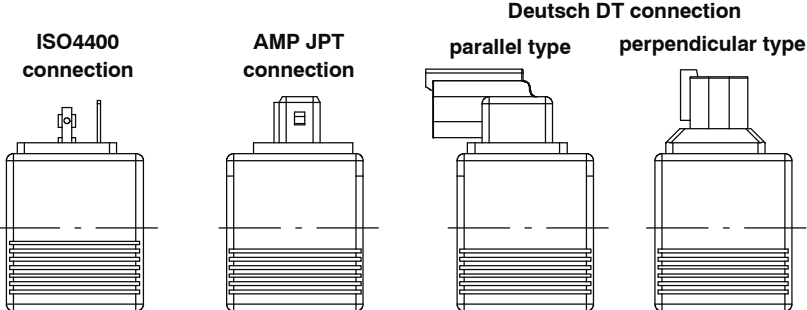 Deutsch DT connection
ISO4400
connection
AMP JPT
connection
parallel type
perpendicular type